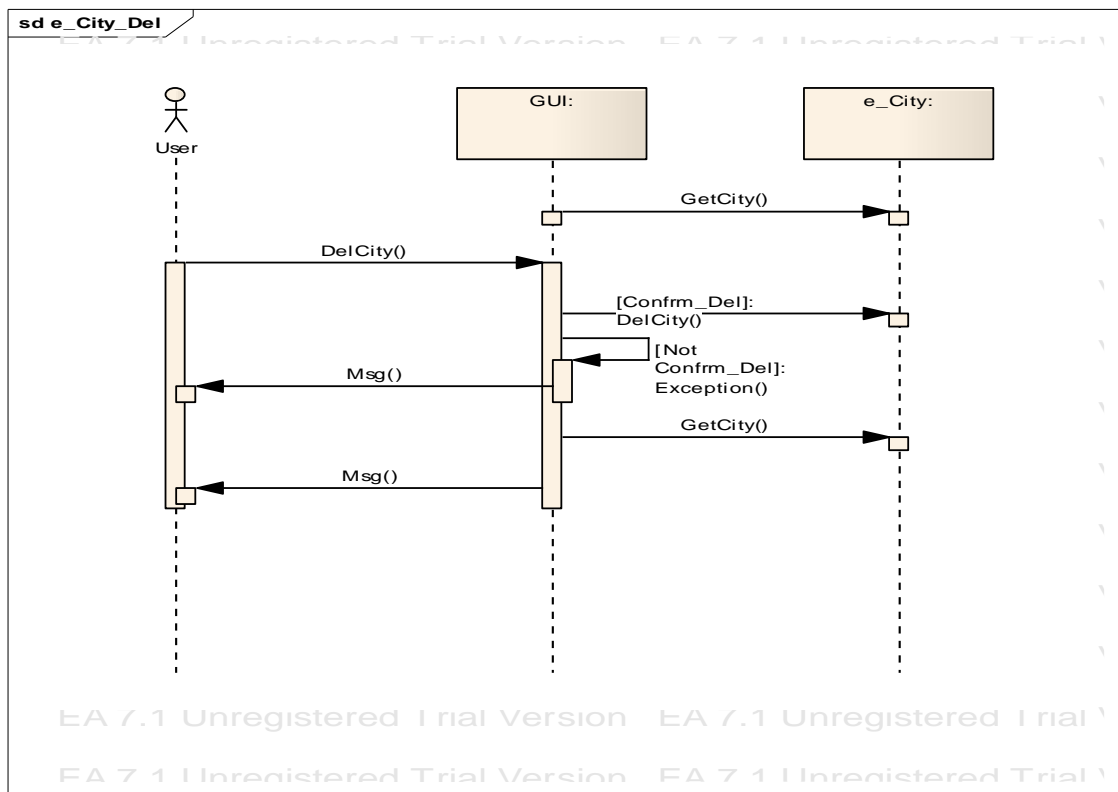 sd e_City_Del
EA 7.1 Unregistered Trial Version EA 7.1 Unregistered Trial
User
GUI:
e_City:
GetCity()
DelCity()
[Confrm_Del]:
DelCity()
[Not
Confrm_Del]:
Exception()
Msg()
GetCity()
Msg()
EA 7.1 Unregistered Trial Version EA 7.1 Unregistered Trial
EA 7.1 Unregistered Trial Version EA 7.1 Unregistered Trial